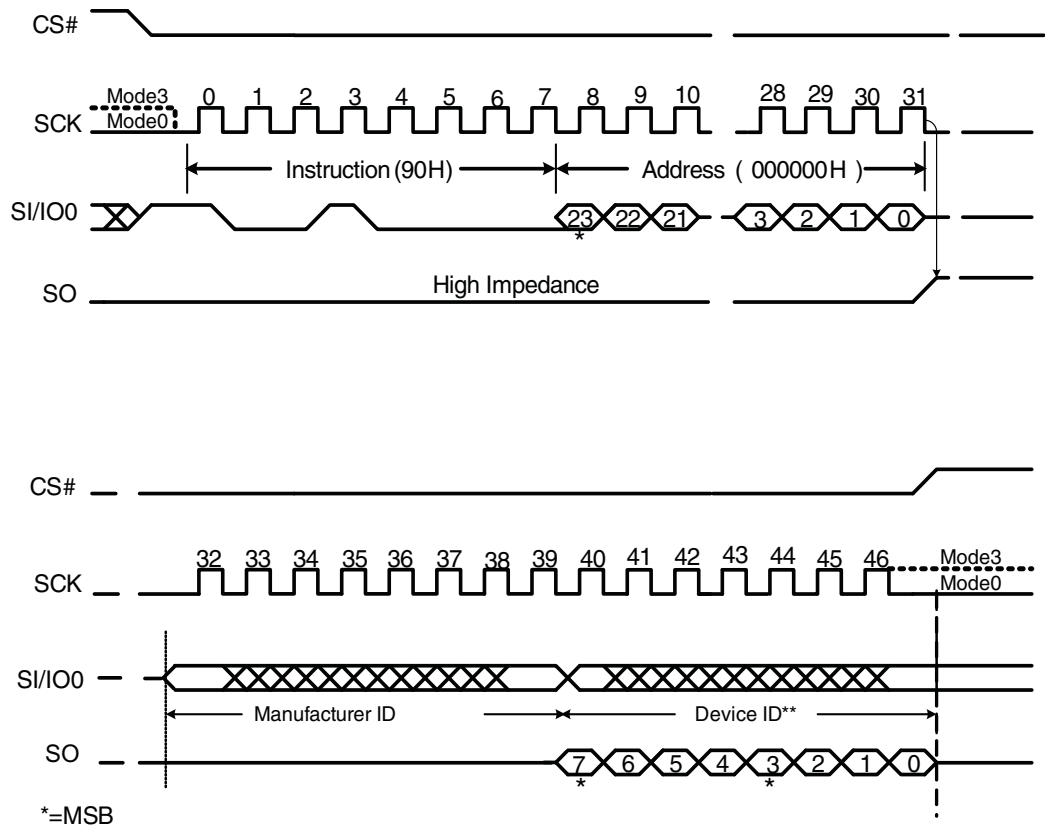 CS#
Mode3
Mode0
SCK
0 1 2 3 4 5 6 7 8 9 10 28 29 30 31
Instruction (90H)
Address ( 000000H )
SI/IO0
23 22 21 3 2 1 0
*
SO
High Impedance
CS#
32 33 34 35 36 37 38 39 40 41 42 43 44 45 46
SCK
Mode3
Mode0
SI/IO0
Manufacturer ID
Device ID**
SO
7 6 5 4 3 2 1 0
* *
*=MSB